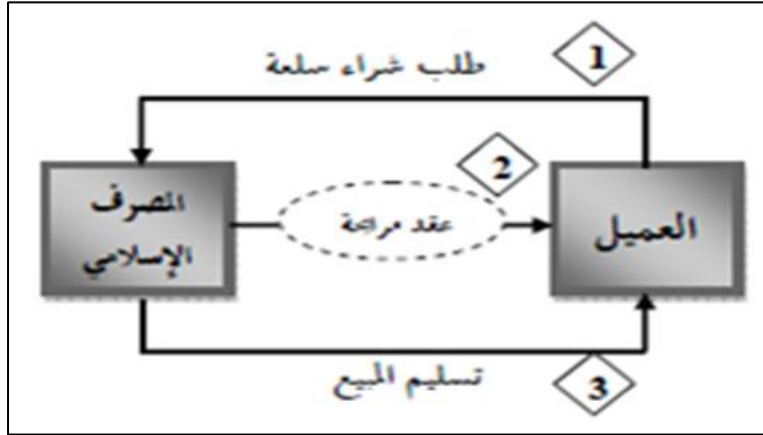 1
طلب شراء سلعة
2
المصرف
الإسلامي
عقد مرابحة
العميل
تسليم المبيع
3